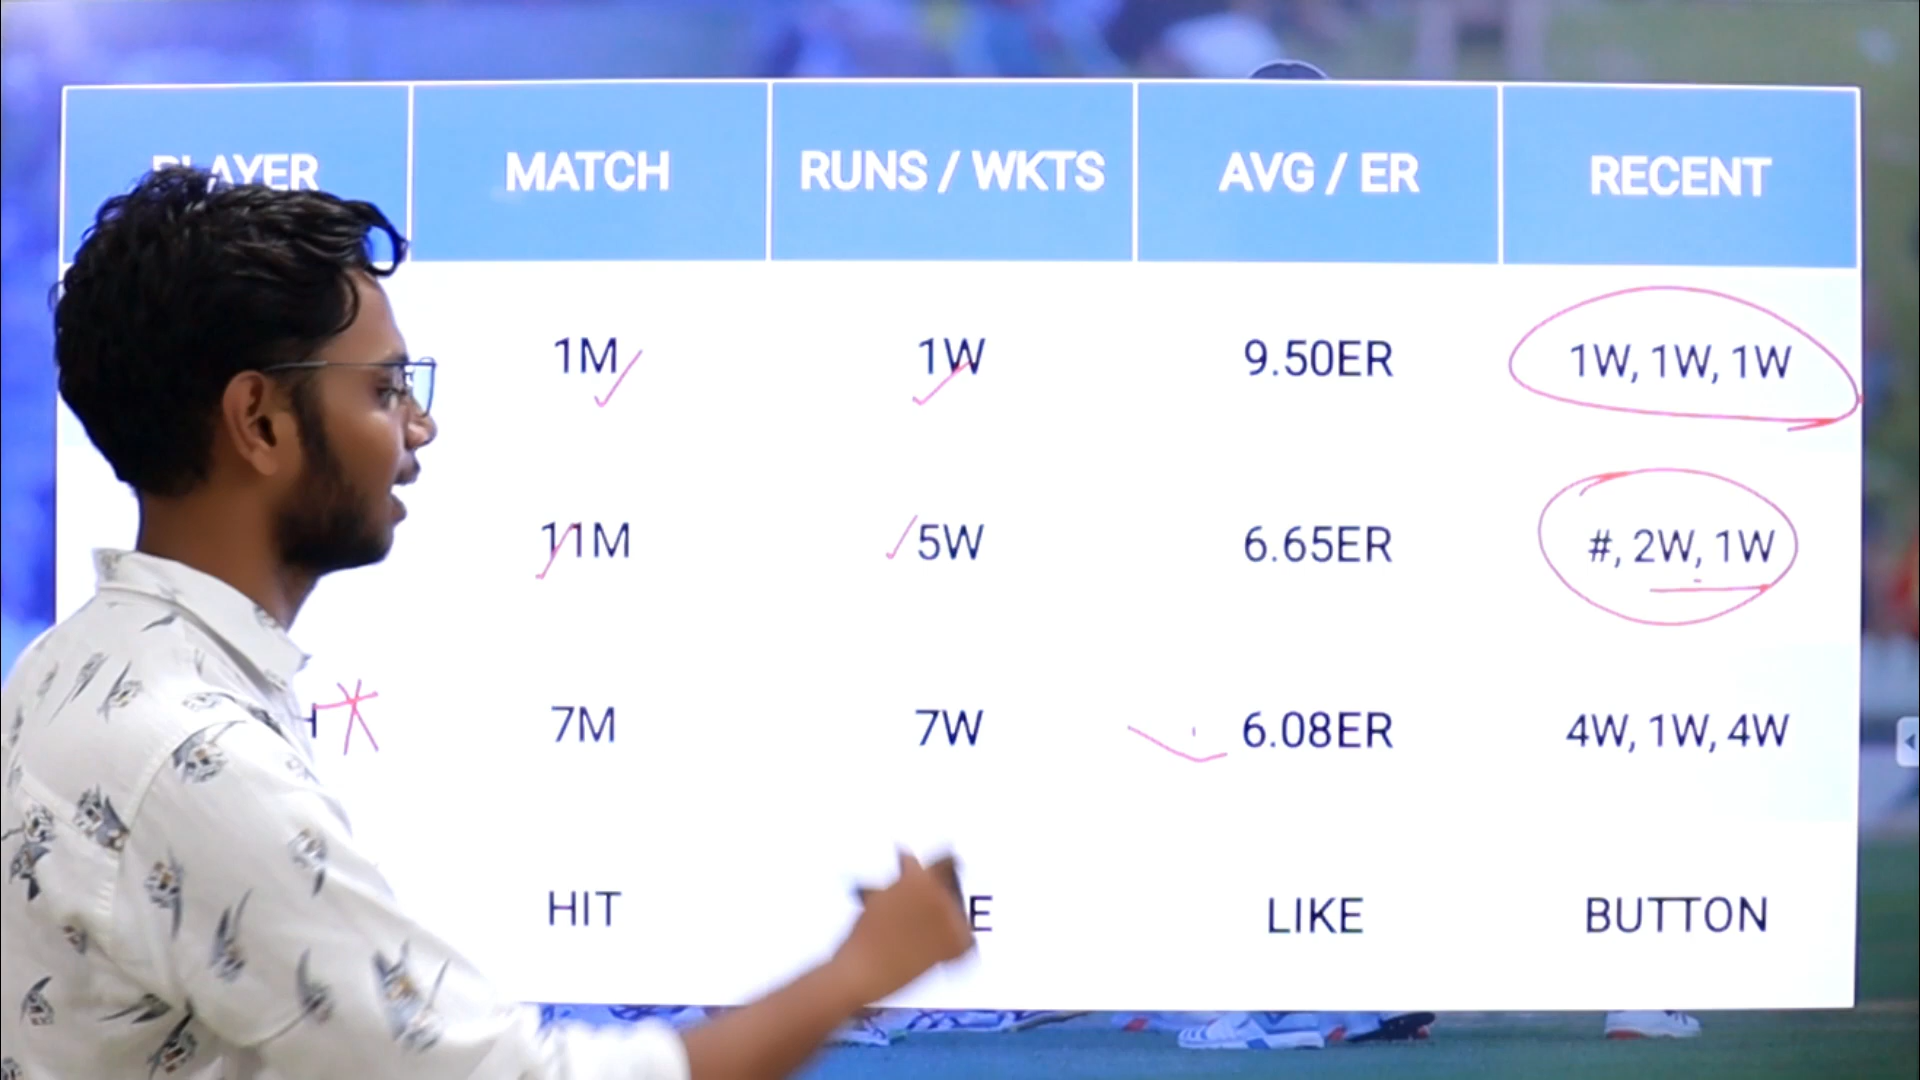 PLAYER MATCH RUNS / WKTS AVG / ER RECENT
1M 1W 9.50ER 1W, 1W, 1W
11M 5W 6.65ER #, 2W, 1W
H 7M 7W 6.08ER 4W, 1W, 4W
HIT LIKE BUTTON